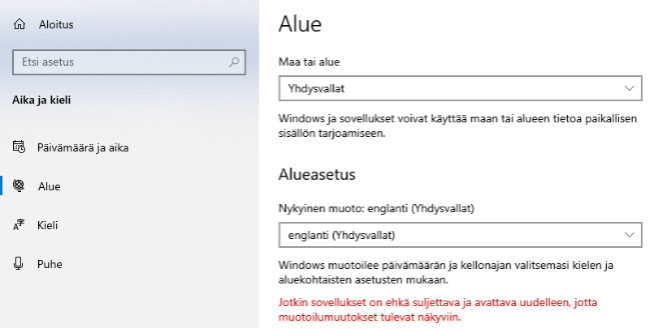 Aloitus
Etsi asetus
Aika ja kieli
Päivämäärä ja aika
Alue
Kieli
Puhe
Alue
Maa tai alue
Yhdysvallat
Windows ja sovellukset voivat käyttää maan tai alueen tietoa paikallisen
sisällön tarjoamiseen.
Alueasetus
Nykyinen muoto: englanti (Yhdysvallat)
englanti (Yhdysvallat)
Windows muotoilee päivämäärän ja kellonajan valitsemasi kielen ja
aluekohtaisten asetusten mukaan.
Jotkin sovellukset on ehkä suljettava ja avattava uudelleen, jotta
muotoilumuutokset tulevat näkyviin.